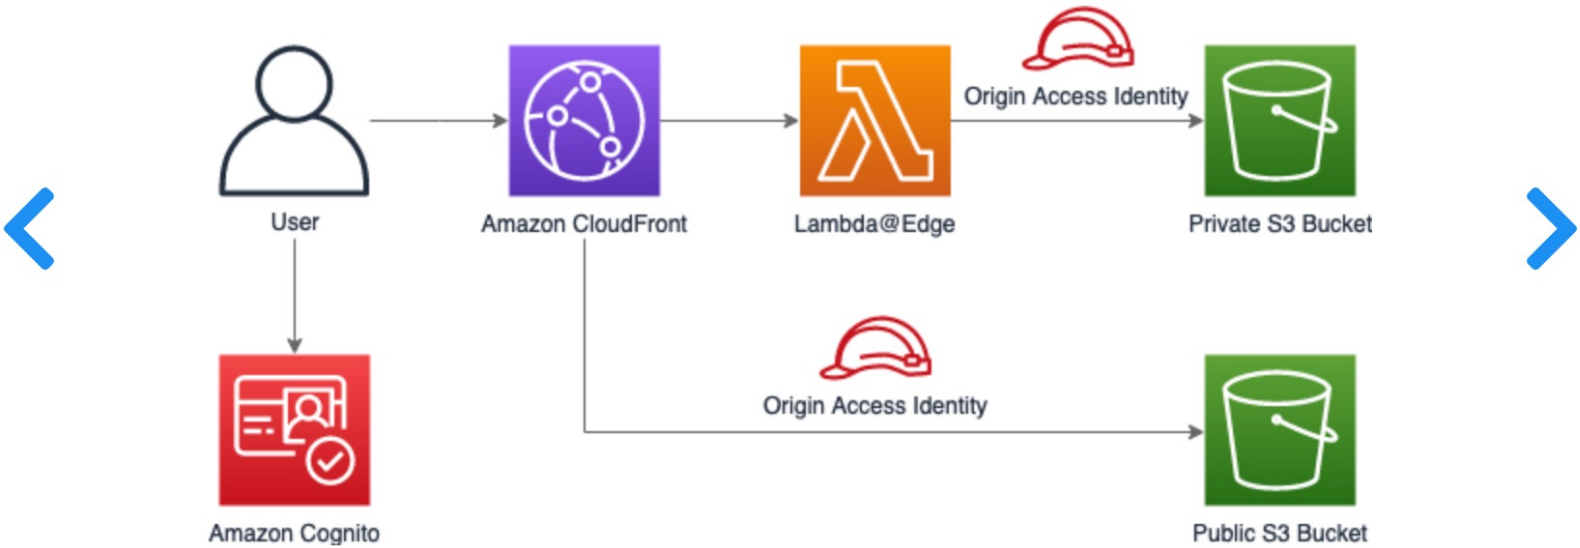 Origin Access Identity
User
Amazon CloudFront
Lambda@Edge
Private S3 Bucket
Origin Access Identity
Amazon Cognito
Public S3 Bucket